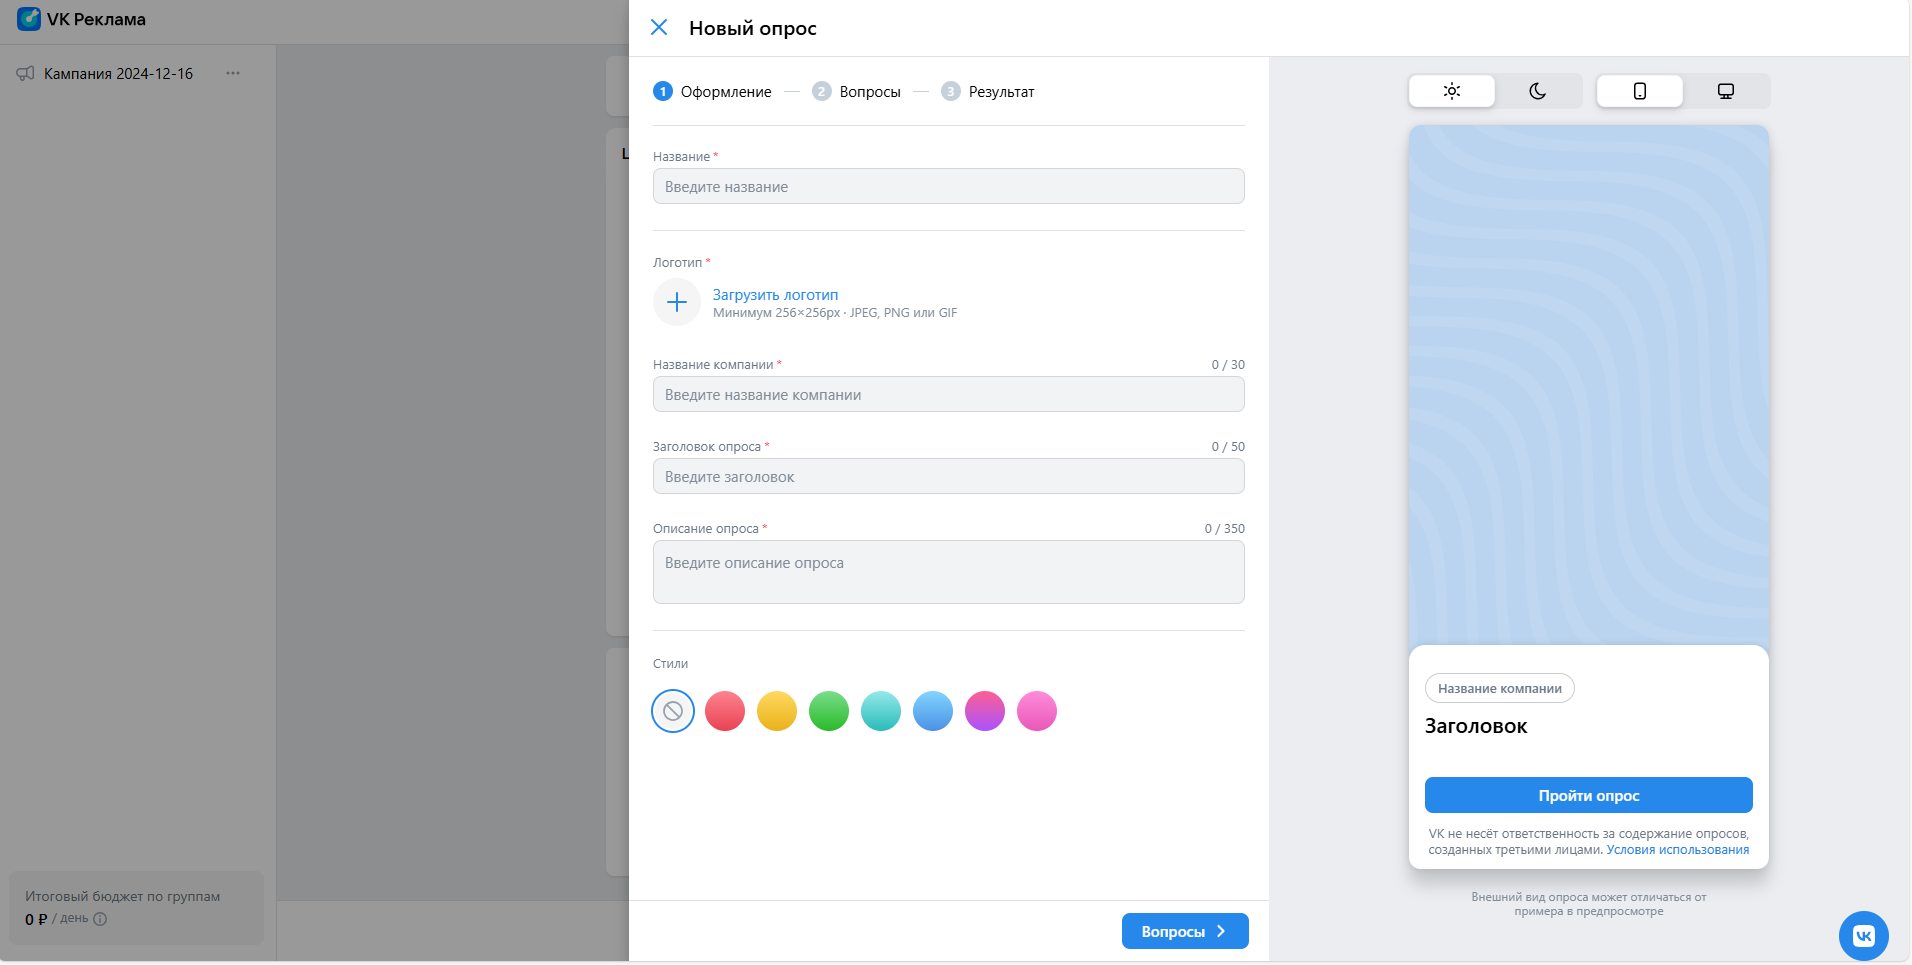 VK Реклама
Кампания 2024-12-16
Итоговый бюджет по группам
0 ₽ / день
Новый опрос
1 Оформление
2 Вопросы
3 Результат
Название *
Введите название
Логотип *
Загрузить логотип
Минимум 256×256px · JPEG, PNG или GIF
Название компании *
0 / 30
Введите название компании
Заголовок опроса *
0 / 50
Введите заголовок
Описание опроса *
0 / 350
Введите описание опроса
Стили
Вопросы
Название компании
Заголовок
Пройти опрос
VK не несёт ответственность за содержание опросов,
созданных третьими лицами. Условия использования
Внешний вид опроса может отличаться от
примера в предпросмотре